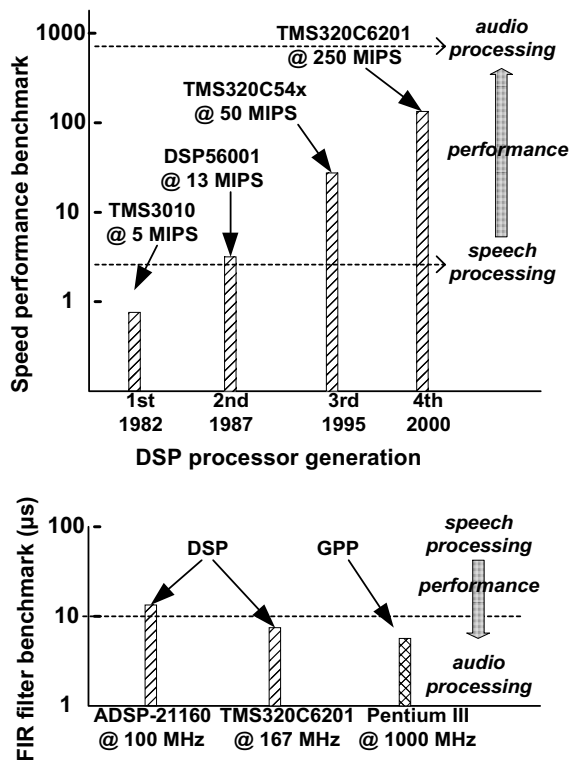 Speed performance benchmark
1000
100
10
1
TMS320C6201
@ 250 MIPS
TMS320C54x
@ 50 MIPS
DSP56001
@ 13 MIPS
TMS3010
@ 5 MIPS
audio
processing
performance
speech
processing
1st
1982
2nd
1987
3rd
1995
4th
2000
DSP processor generation
FIR filter benchmark (µs)
100
10
1
DSP
GPP
speech
processing
performance
audio
processing
ADSP-21160
@ 100 MHz
TMS320C6201
@ 167 MHz
Pentium III
@ 1000 MHz